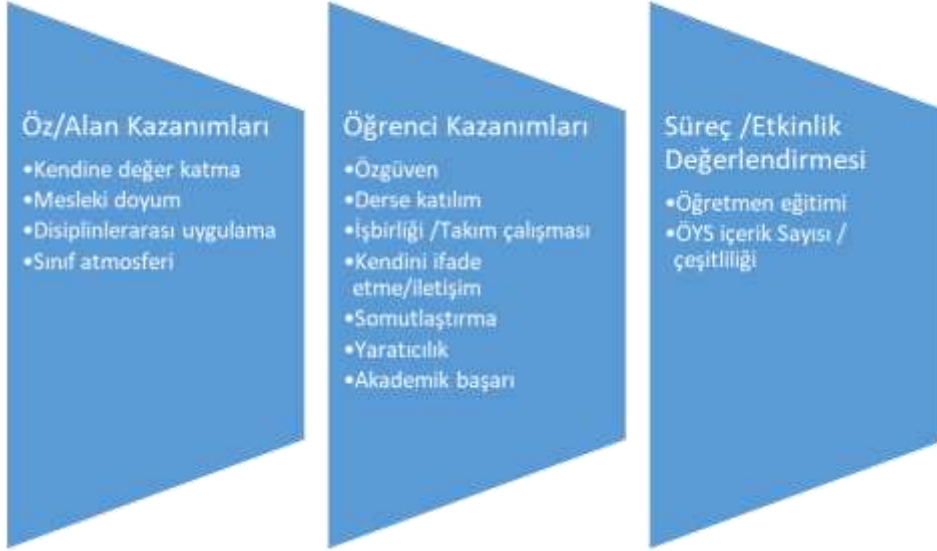 Öz/Alan Kazanımları
•Kendine değer katma
•Mesleki doyum
•Disiplinlerarası uygulama
•Sınıf atmosferi
Öğrenci Kazanımları
•Özgüven
•Derse katılım
•İşbirliği /Takım çalışması
•Kendini ifade
etme/iletişim
•Somutlaştırma
•Yaratıcılık
•Akademik başarı
Süreç /Etkinlik
Değerlendirmesi
•Öğretmen eğitimi
•ÖYS içerik Sayısı /
çeşitliliği